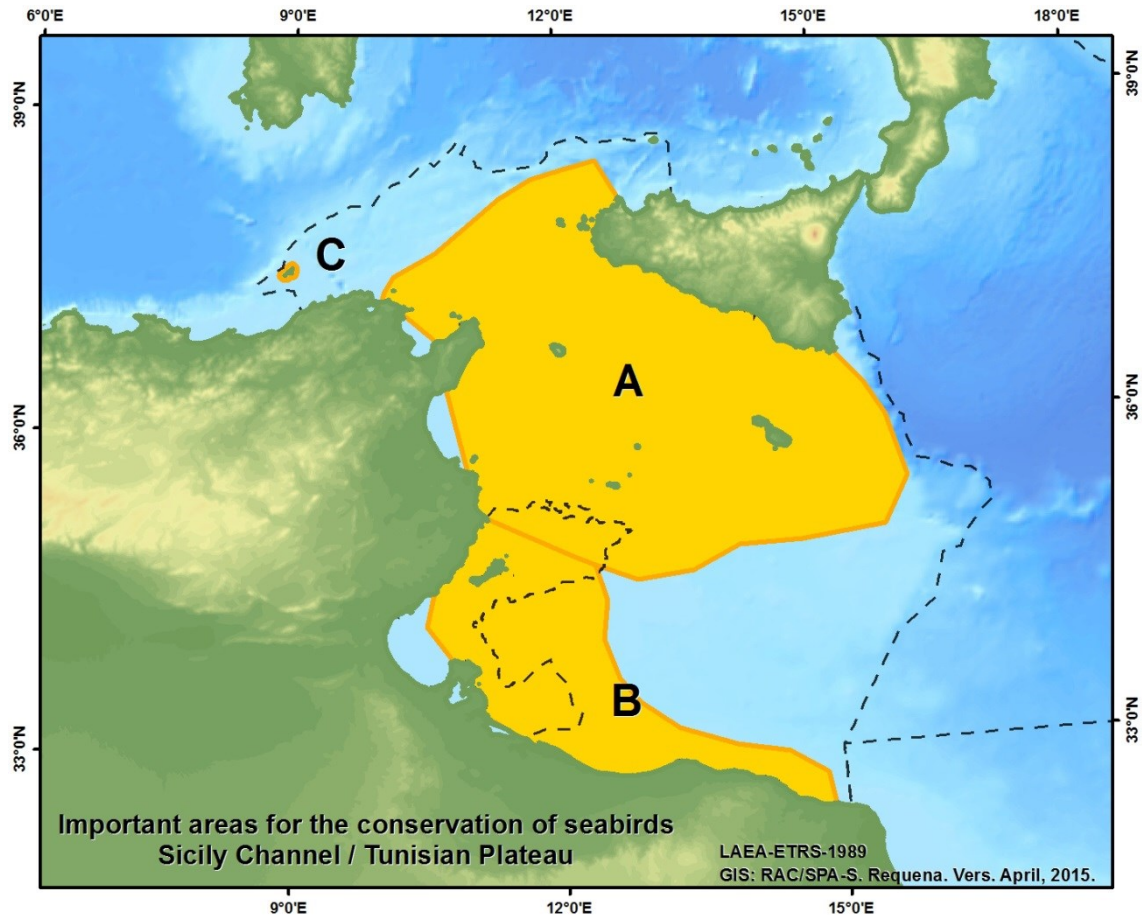 6°0'E 9°0'E 12°0'E 15°0'E 18°0'E
39°0'N 39°0'N
C
A
36°0'N 36°0'N
B
33°0'N 33°0'N
Important areas for the conservation of seabirds
Sicily Channel / Tunisian Plateau
LAEA-ETRS-1989
GIS: RAC/SPA-S. Requena. Vers. April, 2015.
9°0'E 12°0'E 15°0'E